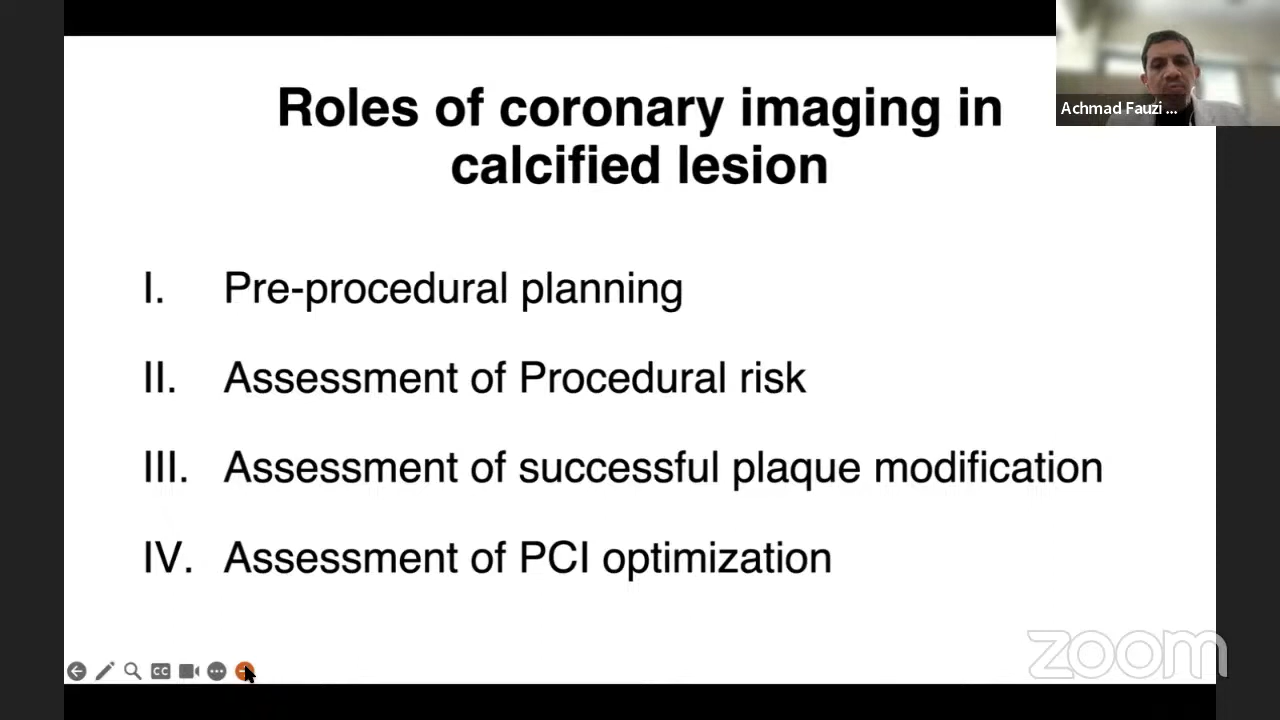 Roles of coronary imaging in
calcified lesion
Achmad Fauzi ...
I. Pre-procedural planning
II. Assessment of Procedural risk
III. Assessment of successful plaque modification
IV. Assessment of PCI optimization
CC
zoom